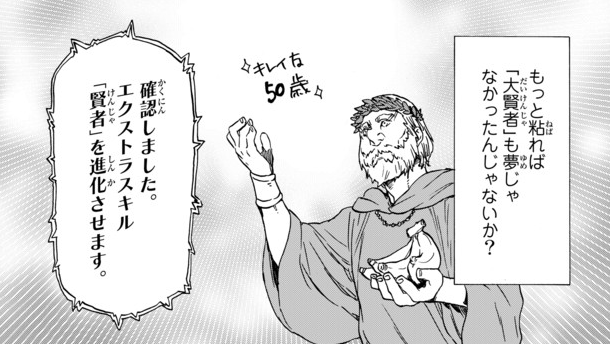 もっと粘れば
「大賢者」も夢じゃ
なかったんじゃないか？
キレイな
50歳
確認しました。
エクストラスキル
「賢者」を進化させます。